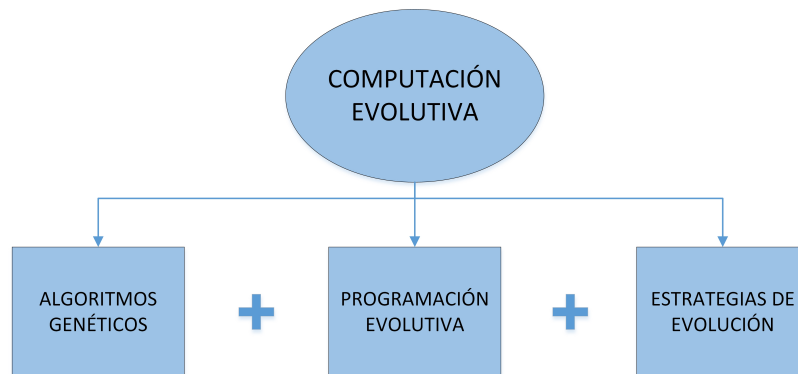 COMPUTACIÓN
EVOLUTIVA
ALGORITMOS
GENÉTICOS
PROGRAMACIÓN
EVOLUTIVA
ESTRATEGIAS DE
EVOLUCIÓN